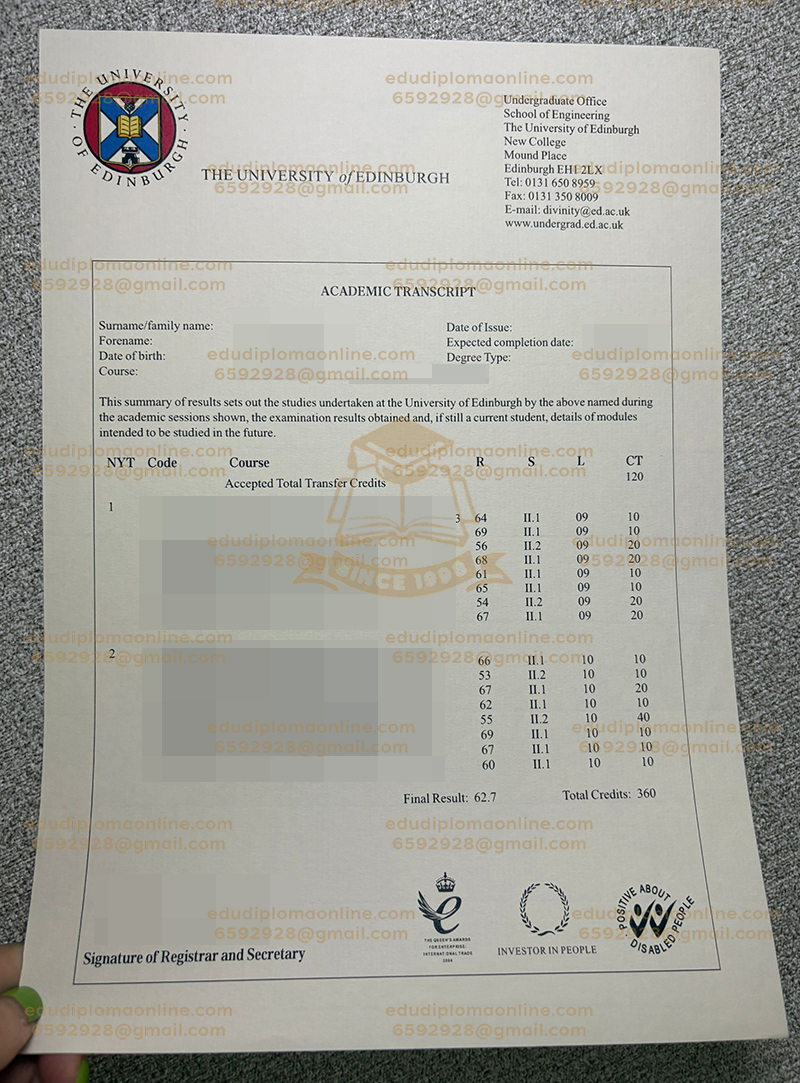 THE UNIVERSITY OF EDINBURGH
THE UNIVERSITY of EDINBURGH
Undergraduate Office
School of Engineering
The University of Edinburgh
New College
Mound Place
Edinburgh EH1 2LX
Tel: 0131 650 8959
Fax: 0131 350 8009
E-mail: divinity@ed.ac.uk
www.undergrad.ed.ac.uk
ACADEMIC TRANSCRIPT
Surname/family name:
Forename:
Date of birth:
Course:
Date of Issue:
Expected completion date:
Degree Type:
This summary of results sets out the studies undertaken at the University of Edinburgh by the above named during
the academic sessions shown, the examination results obtained and, if still a current student, details of modules
intended to be studied in the future.
NYT Code Course R S L CT
Accepted Total Transfer Credits 120
1
3 64 II.1 09 10
69 II.1 09 10
56 II.2 09 20
68 II.1 09 20
61 II.1 09 10
65 II.1 09 10
54 II.2 09 20
67 II.1 09 20
2
66 II.1 10 10
53 II.2 10 10
67 II.1 10 20
62 II.1 10 10
55 II.2 10 40
69 II.1 10 10
67 II.1 10 10
60 II.1 10 10
Final Result: 62.7 Total Credits: 360
Signature of Registrar and Secretary
THE QUEEN'S AWARDS
FOR ENTERPRISE:
INTERNATIONAL TRADE
2004
INVESTOR IN PEOPLE
POSITIVE ABOUT
DISABLED PEOPLE
edudiplomaonline.com
6592928@gmail.com